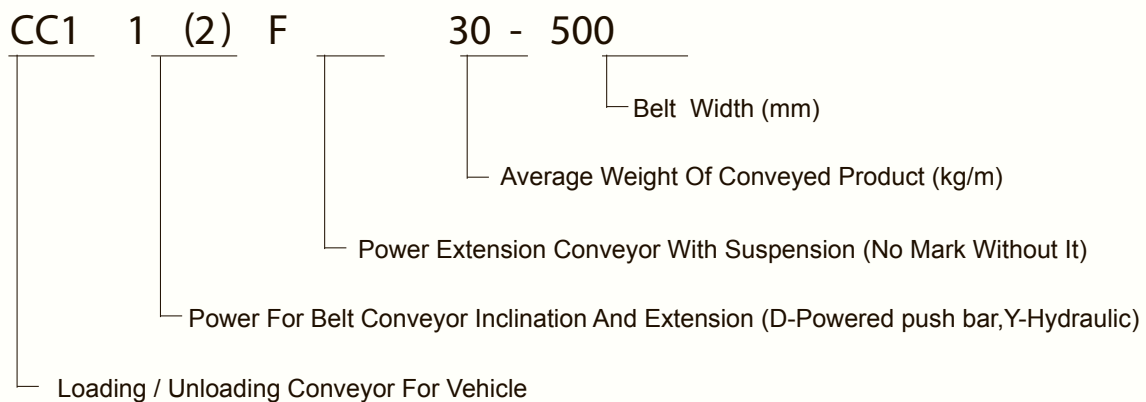 CC1 1 (2) F 30 - 500
Belt Width (mm)
Average Weight Of Conveyed Product (kg/m)
Power Extension Conveyor With Suspension (No Mark Without It)
Power For Belt Conveyor Inclination And Extension (D-Powered push bar,Y-Hydraulic)
Loading / Unloading Conveyor For Vehicle